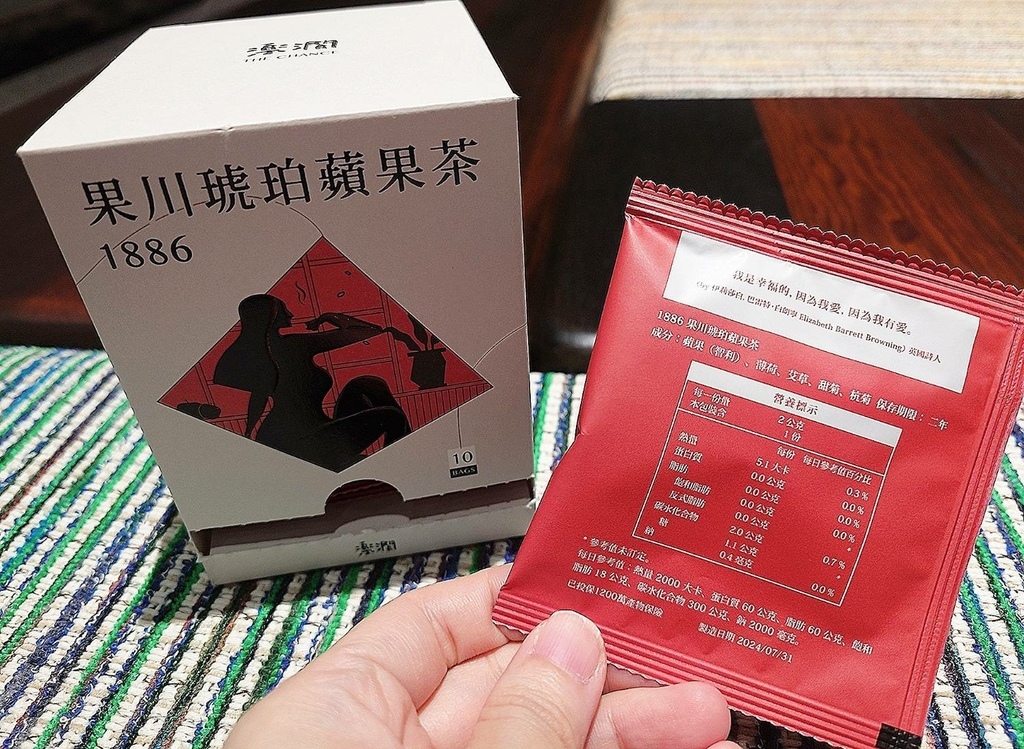 澎澗
THE CHANCE
果川琥珀蘋果茶
1886
10
BAGS
澎澗
我是幸福的, 因為我愛, 因為我有愛。
(by 伊莉莎白. 巴雷特·白朗寧 Elizabeth Barrett Browning) 英國詩人
1886 果川琥珀蘋果茶
成分：蘋果（智利）、薄荷、艾草、甜菊、杭菊 保存期限：二年
營養標示
每一份量 2 公克
本包裝含 1 份
每份 每日參考值百分比
熱量 5.1 大卡 0.3 %
蛋白質 0.0 公克 0.0 %
脂肪 0.0 公克 0.0 %
飽和脂肪 0.0 公克 0.0 %
反式脂肪 0.0 公克 *
碳水化合物 2.0 公克 0.7 %
糖 1.1 公克 *
鈉 0.4 毫克 0.0 %
* 參考值未訂定。
每日參考值：熱量 2000 大卡、蛋白質 60 公克、脂肪 60 公克、飽和
脂肪 18 公克、碳水化合物 300 公克、鈉 2000 毫克。
已投保1200萬產物保險
製造日期 2024/07/31